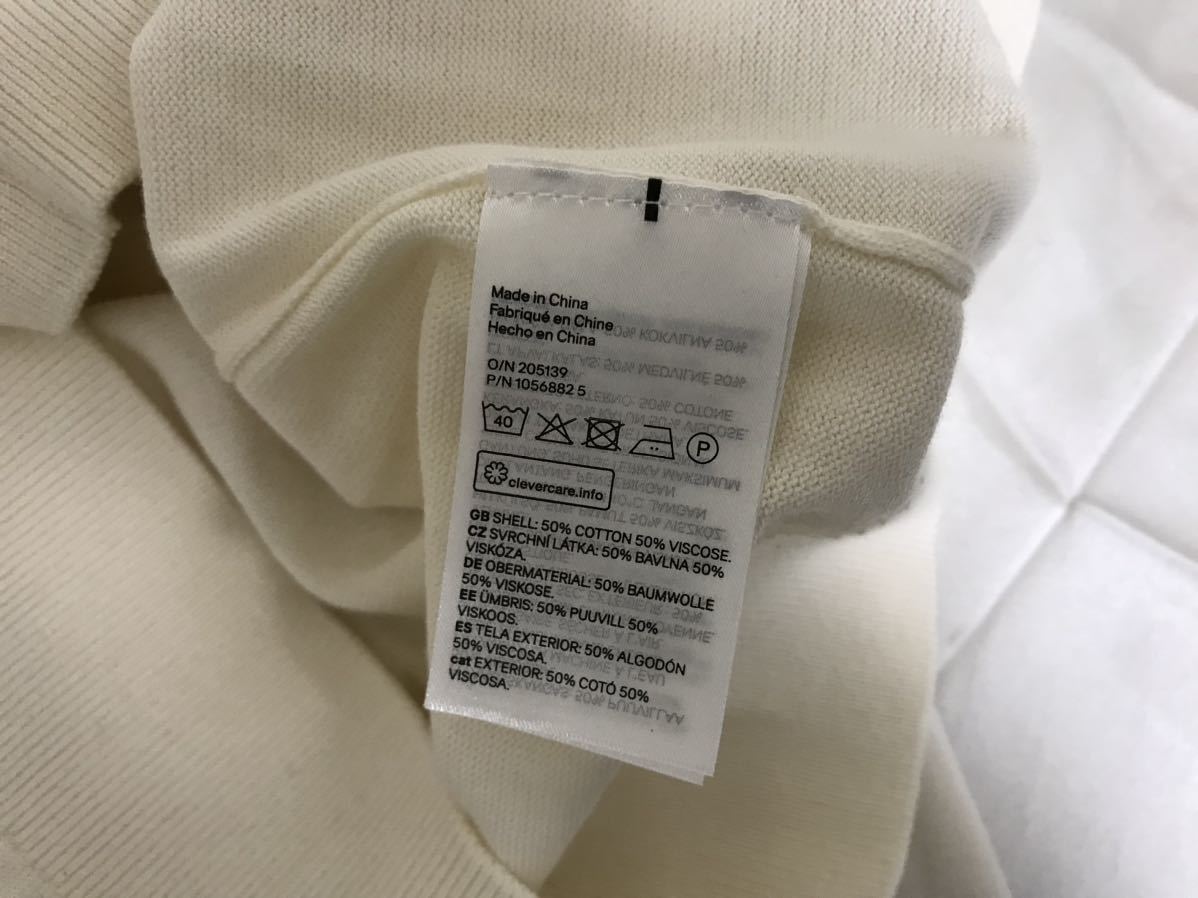 Made in China
Fabriqué en Chine
Hecho en China
O/N 205139
P/N 1056882 5
40
P
clevercare.info
GB SHELL: 50% COTTON 50% VISCOSE.
CZ SVRCHNÍ LÁTKA: 50% BAVLNA 50%
VISKÓZA.
DE OBERMATERIAL: 50% BAUMWOLLE
50% VISKOSE.
EE ÜMBRIS: 50% PUUVILL 50%
VISKOOS.
ES TELA EXTERIOR: 50% ALGODÓN
50% VISCOSA.
cat EXTERIOR: 50% COTÓ 50%
VISCOSA.